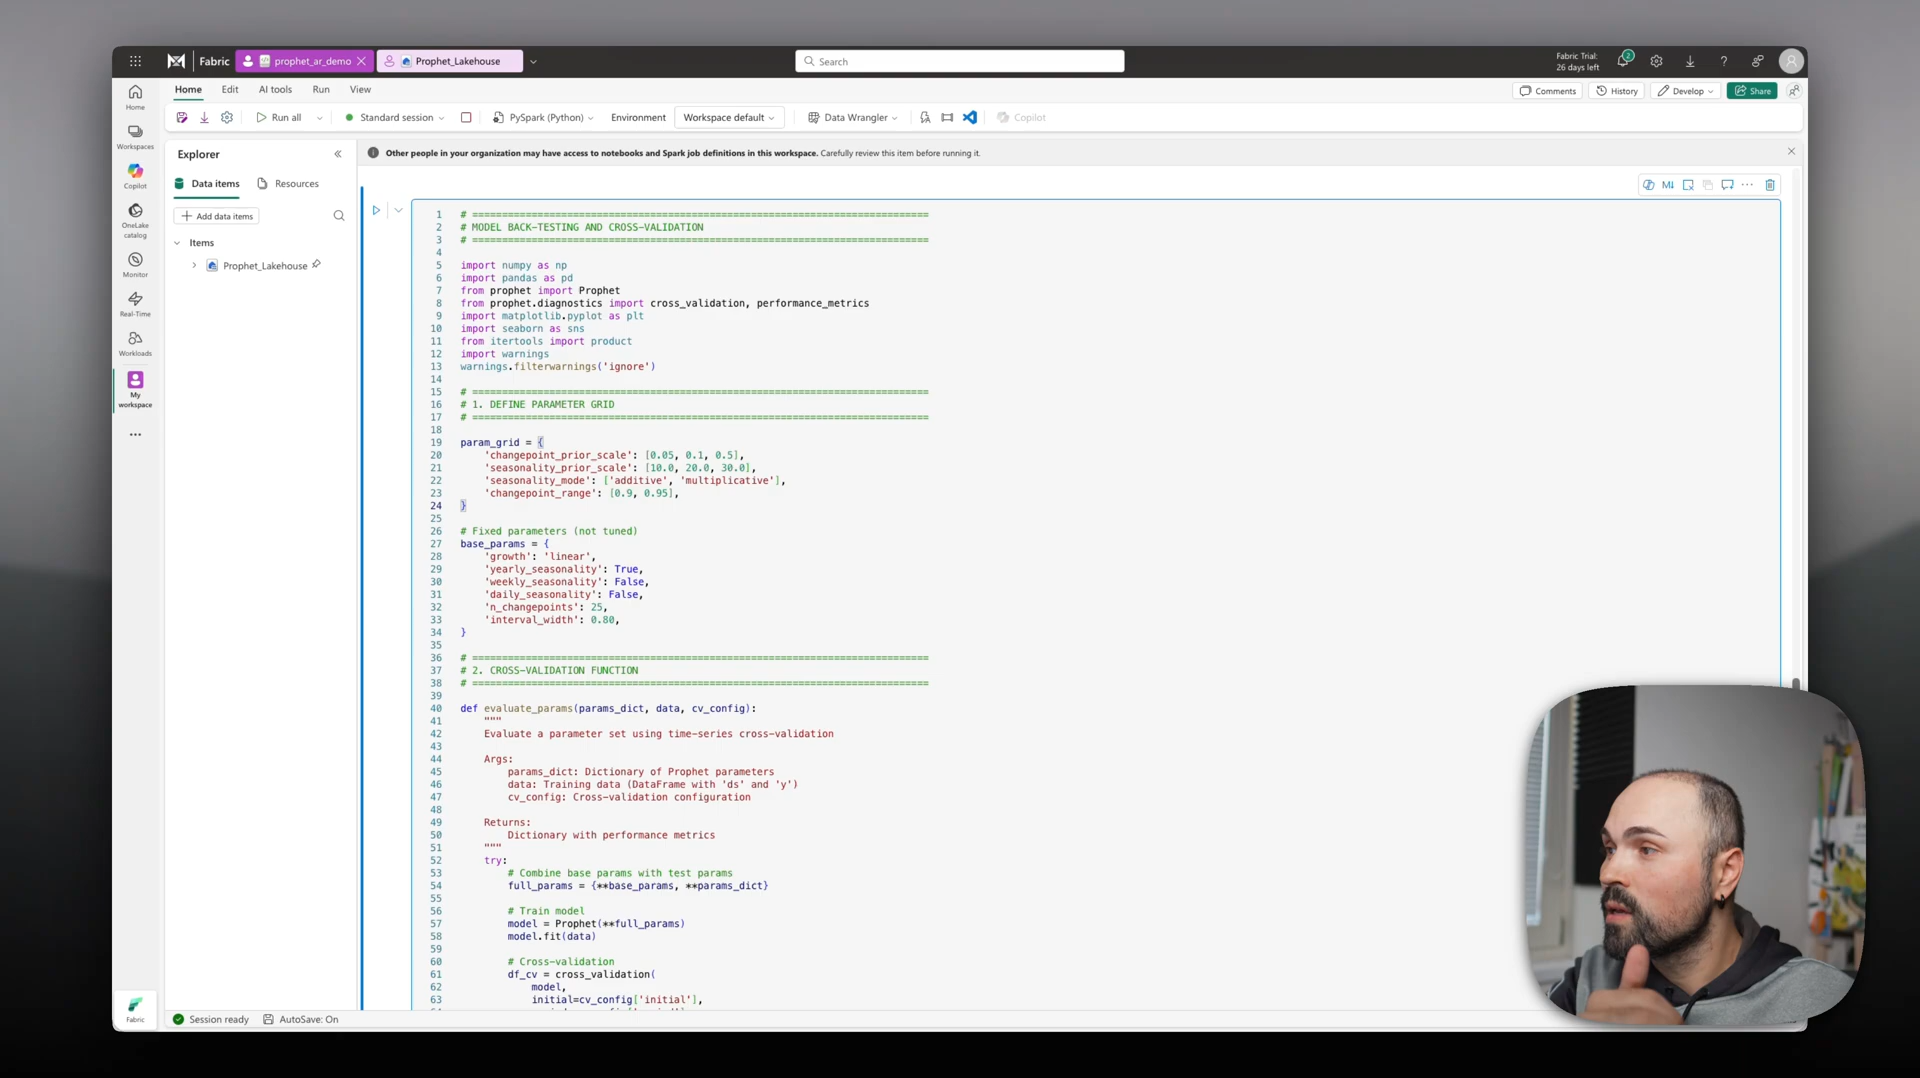 Fabric
prophet_ar_demo
Prophet_Lakehouse
Search
Fabric Trial:
26 days left
2
?
Home
Edit
AI tools
Run
View
Comments
History
Develop
Share
Run all
Standard session
PySpark (Python)
Environment
Workspace default
Data Wrangler
Copilot
Home
Workspaces
Copilot
OneLake
catalog
Monitor
Real-Time
Workloads
My
workspace
Fabric
Explorer
Data items
Resources
Add data items
Items
Prophet_Lakehouse
Other people in your organization may have access to notebooks and Spark job definitions in this workspace. Carefully review this item before running it.
M↓
1 # =============================================================================
2 # MODEL BACK-TESTING AND CROSS-VALIDATION
3 # =============================================================================
4
5 import numpy as np
6 import pandas as pd
7 from prophet import Prophet
8 from prophet.diagnostics import cross_validation, performance_metrics
9 import matplotlib.pyplot as plt
10 import seaborn as sns
11 from itertools import product
12 import warnings
13 warnings.filterwarnings('ignore')
14
15 # =============================================================================
16 # 1. DEFINE PARAMETER GRID
17 # =============================================================================
18
19 param_grid = {
20     'changepoint_prior_scale': [0.05, 0.1, 0.5],
21     'seasonality_prior_scale': [10.0, 20.0, 30.0],
22     'seasonality_mode': ['additive', 'multiplicative'],
23     'changepoint_range': [0.9, 0.95],
24 }
25
26 # Fixed parameters (not tuned)
27 base_params = {
28     'growth': 'linear',
29     'yearly_seasonality': True,
30     'weekly_seasonality': False,
31     'daily_seasonality': False,
32     'n_changepoints': 25,
33     'interval_width': 0.80,
34 }
35
36 # =============================================================================
37 # 2. CROSS-VALIDATION FUNCTION
38 # =============================================================================
39
40 def evaluate_params(params_dict, data, cv_config):
41     """
42     Evaluate a parameter set using time-series cross-validation
43
44     Args:
45         params_dict: Dictionary of Prophet parameters
46         data: Training data (DataFrame with 'ds' and 'y')
47         cv_config: Cross-validation configuration
48
49     Returns:
50         Dictionary with performance metrics
51     """
52     try:
53         # Combine base params with test params
54         full_params = {**base_params, **params_dict}
55
56         # Train model
57         model = Prophet(**full_params)
58         model.fit(data)
59
60         # Cross-validation
61         df_cv = cross_validation(
62             model,
63             initial=cv_config['initial'],
Session ready
AutoSave: On